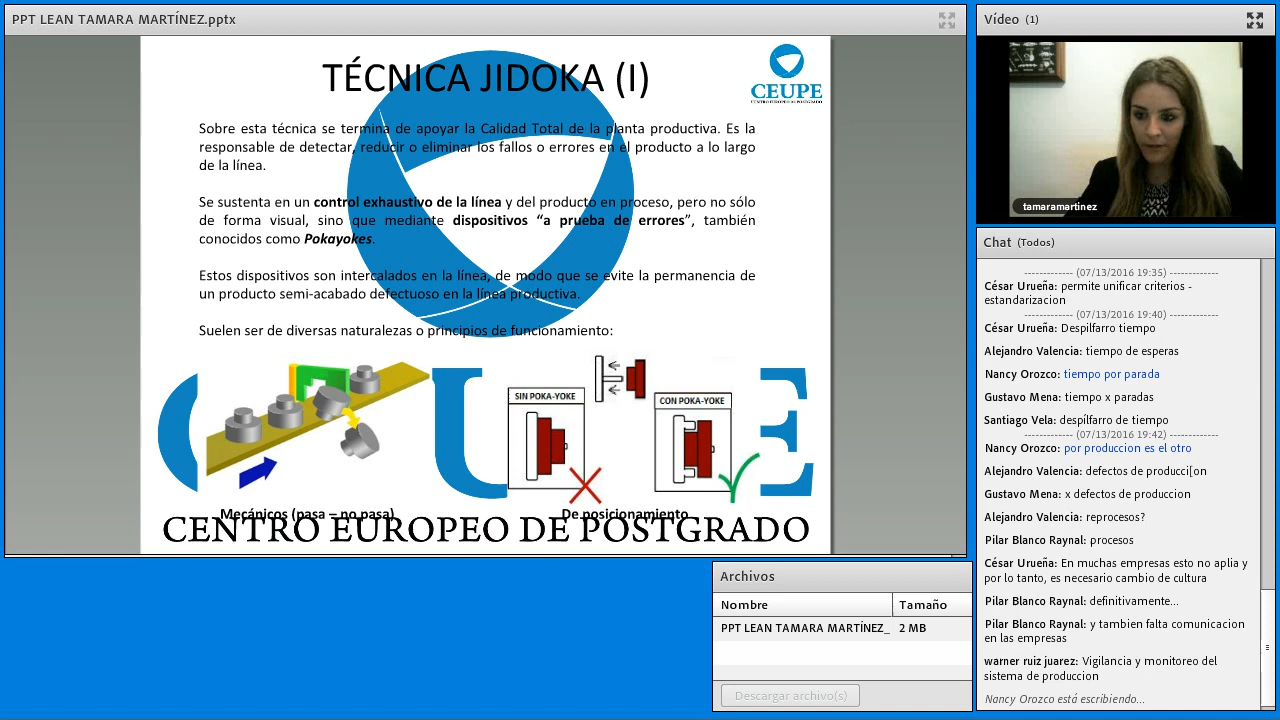 PPT LEAN TAMARA MARTÍNEZ.pptx
TÉCNICA JIDOKA (I)
CEUPE
CENTRO EUROPEO DE POSTGRADO
Sobre esta técnica se termina de apoyar la Calidad Total de la planta productiva. Es la
responsable de detectar, reducir o eliminar los fallos o errores en el producto a lo largo
de la línea.
Se sustenta en un control exhaustivo de la línea y del producto en proceso, pero no sólo
de forma visual, sino que mediante dispositivos “a prueba de errores”, también
conocidos como Pokayokes.
Estos dispositivos son intercalados en la línea, de modo que se evite la permanencia de
un producto semi-acabado defectuoso en la línea productiva.
Suelen ser de diversas naturalezas o principios de funcionamiento:
SIN POKA-YOKE
CON POKA-YOKE
C U E
Mecánicos (pasa – no pasa)
De posicionamiento
CENTRO EUROPEO DE POSTGRADO
Archivos
Nombre
Tamaño
PPT LEAN TAMARA MARTÍNEZ_
2 MB
Descargar archivo(s)
Vídeo (1)
tamaramartinez
Chat (Todos)
------------- (07/13/2016 19:35) -------------
César Urueña: permite unificar criterios -
estandarizacion
------------- (07/13/2016 19:40) -------------
César Urueña: Despilfarro tiempo
Alejandro Valencia: tiempo de esperas
Nancy Orozco: tiempo por parada
Gustavo Mena: tiempo x paradas
Santiago Vela: despílfarro de tiempo
------------- (07/13/2016 19:42) -------------
Nancy Orozco: por produccion es el otro
Alejandro Valencia: defectos de producci[on
Gustavo Mena: x defectos de produccion
Alejandro Valencia: reprocesos?
Pilar Blanco Raynal: procesos
César Urueña: En muchas empresas esto no aplia y
por lo tanto, es necesario cambio de cultura
Pilar Blanco Raynal: definitivamente...
Pilar Blanco Raynal: y tambien falta comunicacion
en las empresas
warner ruiz juarez: Vigilancia y monitoreo del
sistema de produccion
Nancy Orozco está escribiendo...